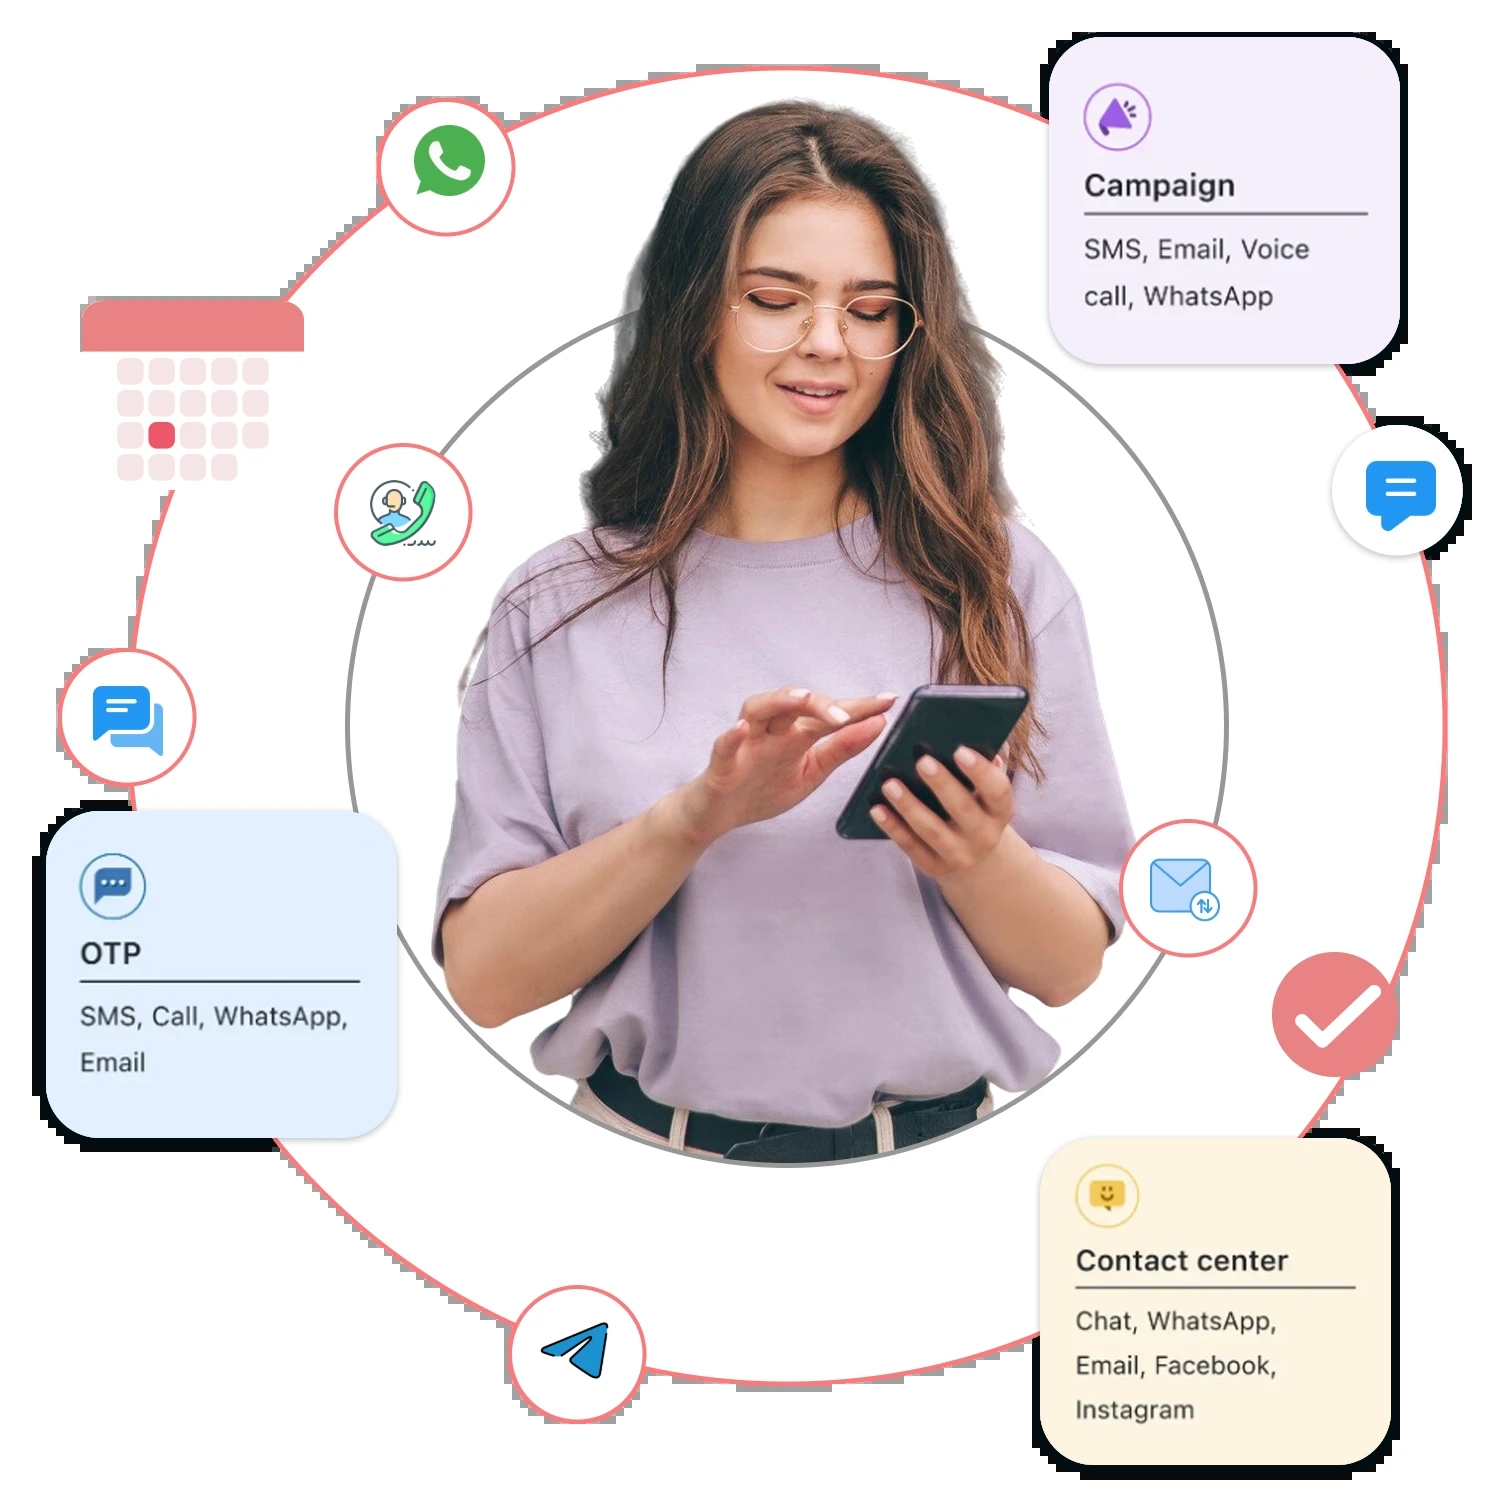 Campaign
SMS, Email, Voice
call, WhatsApp
OTP
SMS, Call, WhatsApp,
Email
Contact center
Chat, WhatsApp,
Email, Facebook,
Instagram